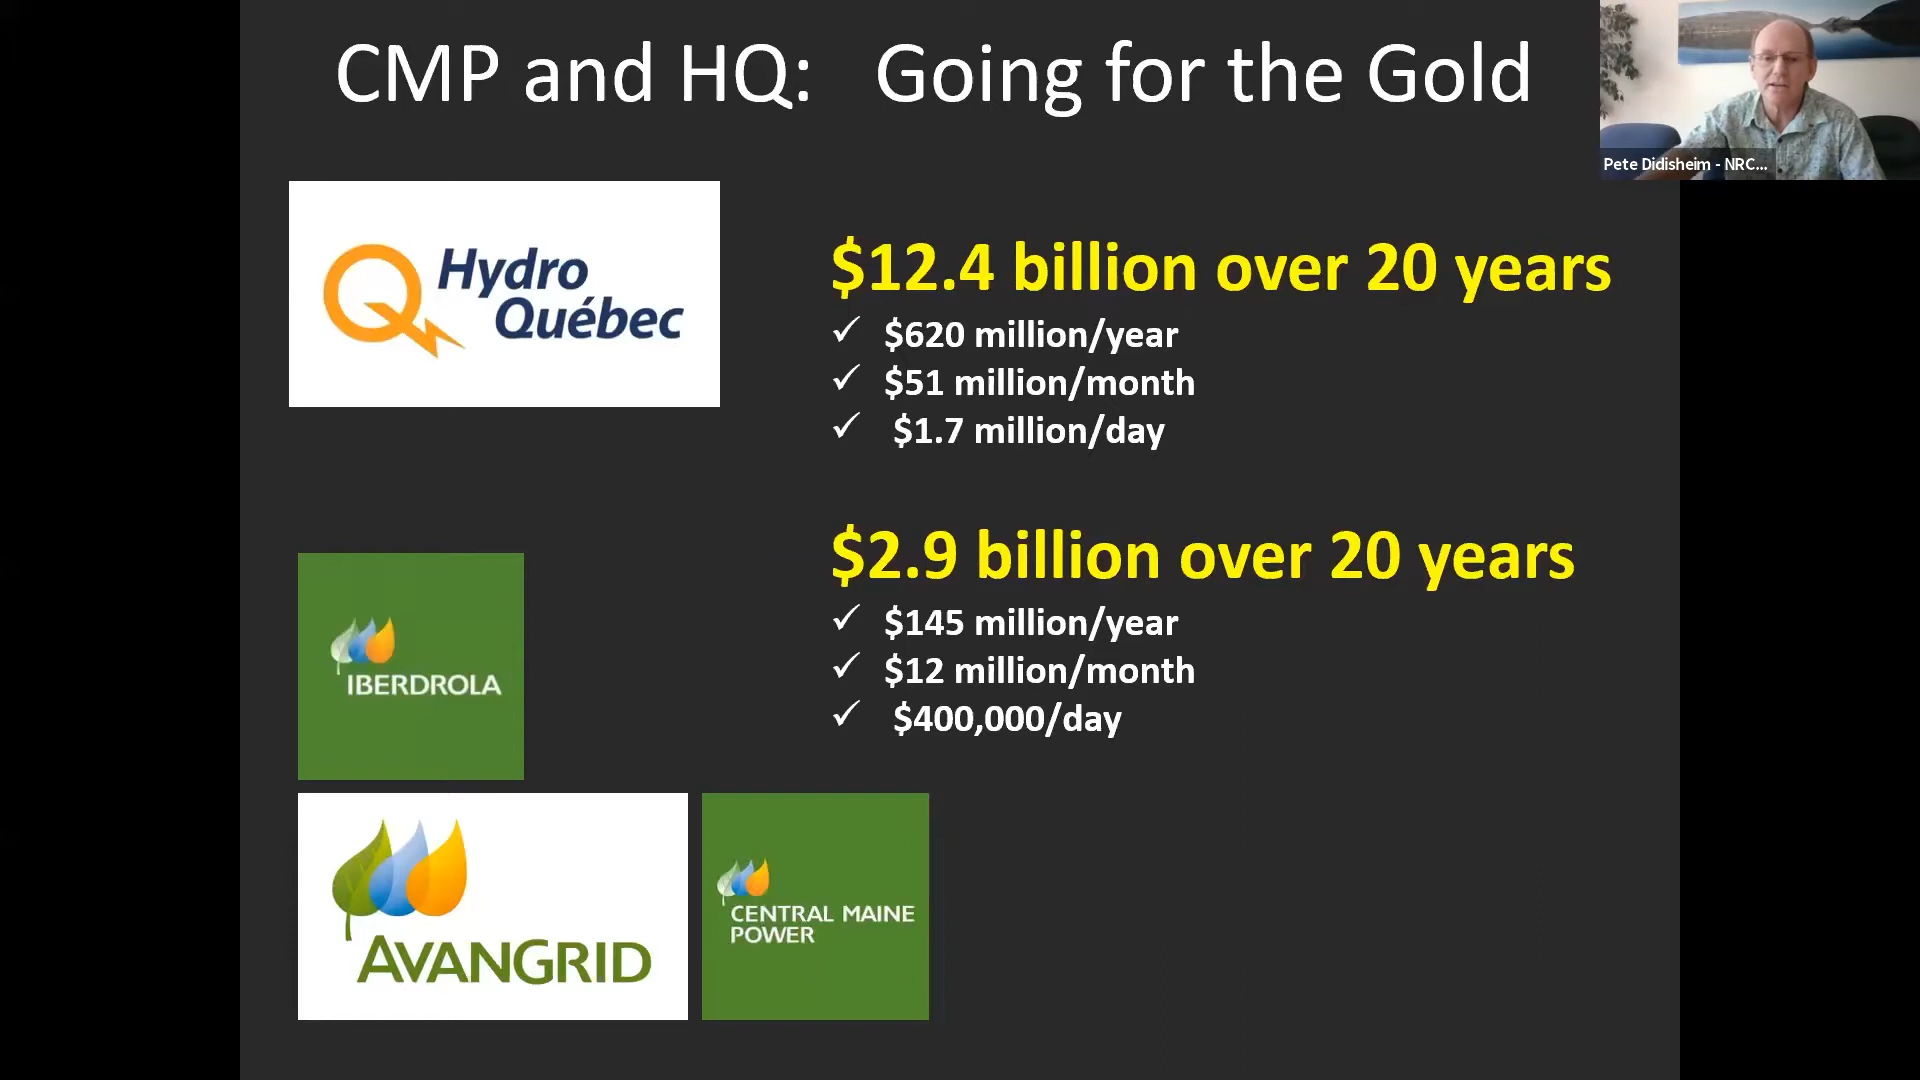 CMP and HQ: Going for the Gold
Pete Didisheim - NRC...
Hydro
Québec
$12.4 billion over 20 years
✓ $620 million/year
✓ $51 million/month
✓ $1.7 million/day
$2.9 billion over 20 years
✓ $145 million/year
✓ $12 million/month
✓ $400,000/day
IBERDROLA
AVANGRID
CENTRAL MAINE
POWER